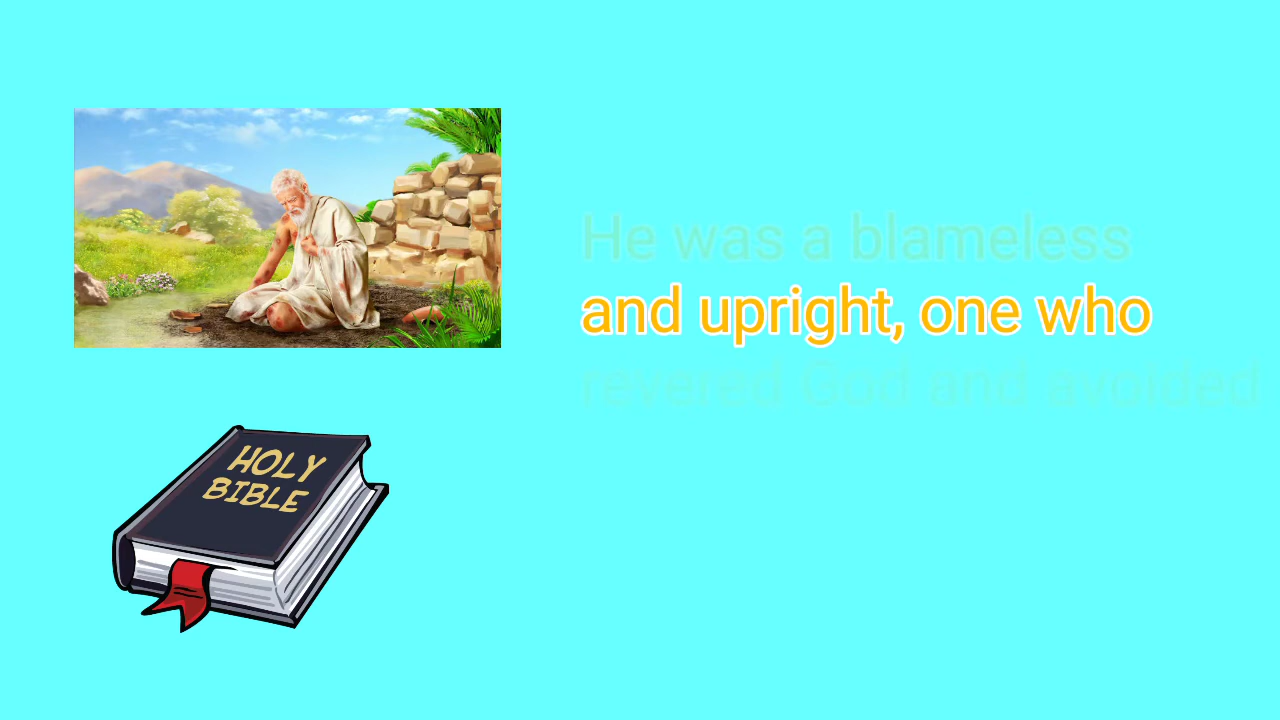 He was a blameless
and upright, one who
revered God and avoided
HOLY
BIBLE